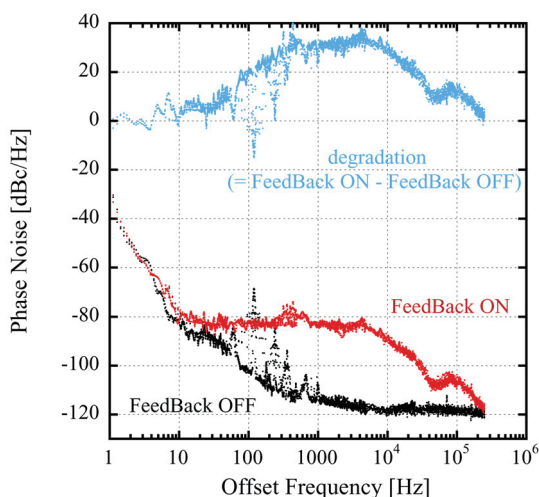 40
20
0
-20
-40
-60
-80
-100
-120
Phase Noise [dBc/Hz]
degradation
(= FeedBack ON - FeedBack OFF)
FeedBack ON
FeedBack OFF
1 10 100 1000 10^4 10^5 10^6
Offset Frequency [Hz]